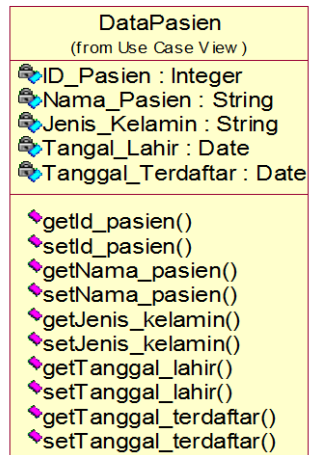 DataPasien
(from Use Case View)
ID_Pasien : Integer
Nama_Pasien : String
Jenis_Kelamin : String
Tangal_Lahir : Date
Tanggal_Terdaftar : Date
getId_pasien()
setId_pasien()
getNama_pasien()
setNama_pasien()
getJenis_kelamin()
setJenis_kelamin()
getTanggal_lahir()
setTanggal_lahir()
getTanggal_terdaftar()
setTanggal_terdaftar()